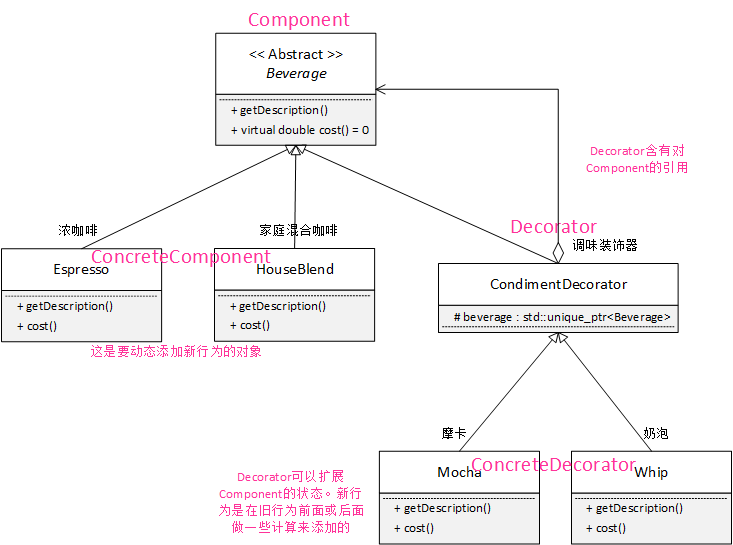 Component
<< Abstract >>
Beverage
+ getDescription()
+ virtual double cost() = 0
Decorator含有对
Component的引用
浓咖啡
家庭混合咖啡
Decorator
调味装饰器
ConcreteComponent
Espresso
+ getDescription()
+ cost()
HouseBlend
+ getDescription()
+ cost()
CondimentDecorator
# beverage : std::unique_ptr<Beverage>
这是要动态添加新行为的对象
摩卡
奶泡
ConcreteDecorator
Mocha
+ getDescription()
+ cost()
Whip
+ getDescription()
+ cost()
Decorator可以扩展
Component的状态。新行
为是在旧行为前面或后面
做一些计算来添加的